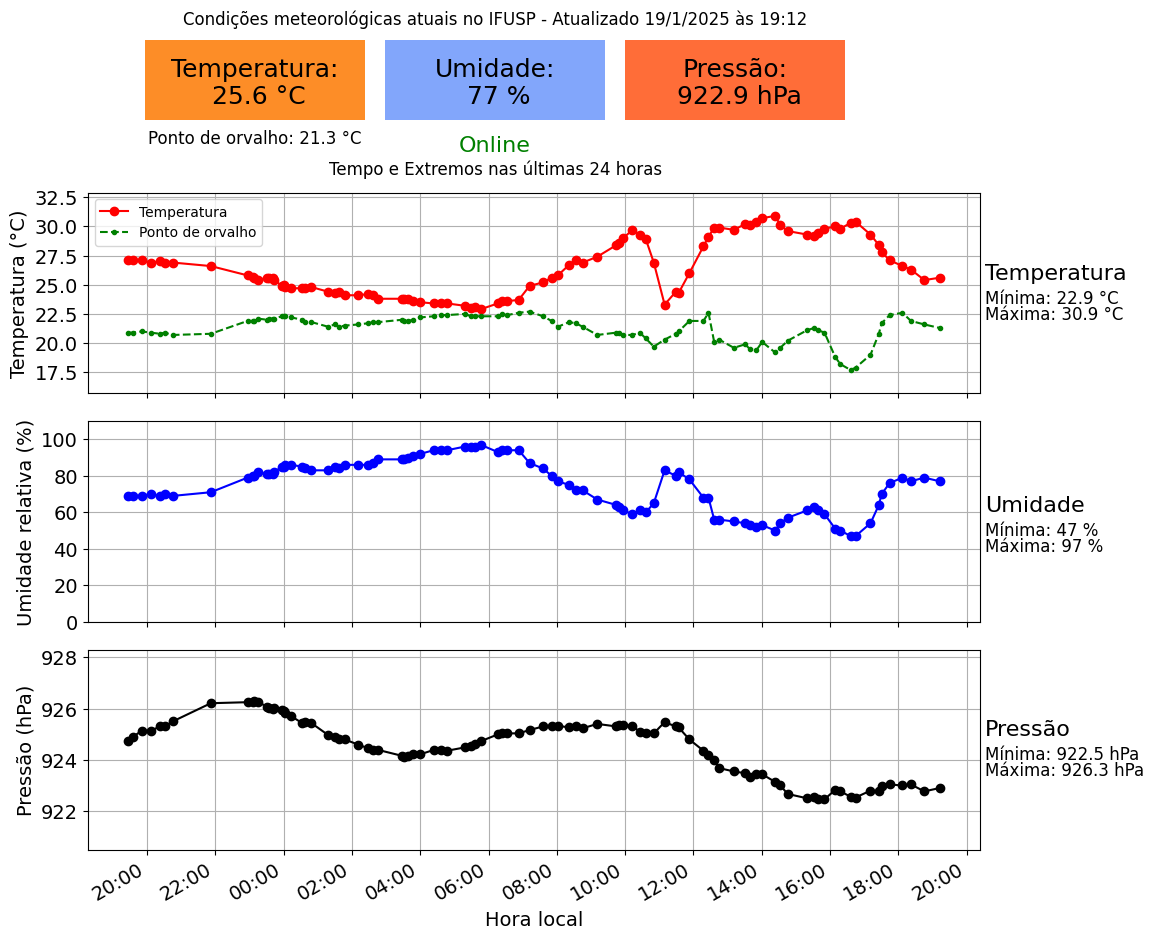 Condições meteorológicas atuais no IFUSP - Atualizado 19/1/2025 às 19:12
Temperatura:
25.6 °C
Umidade:
77 %
Pressão:
922.9 hPa
Ponto de orvalho: 21.3 °C
Online
Tempo e Extremos nas últimas 24 horas
Temperatura (°C)
32.5
30.0
27.5
25.0
22.5
20.0
17.5
Temperatura
Ponto de orvalho
Temperatura
Mínima: 22.9 °C
Máxima: 30.9 °C
Umidade relativa (%)
100
80
60
40
20
0
Umidade
Mínima: 47 %
Máxima: 97 %
Pressão (hPa)
928
926
924
922
Pressão
Mínima: 922.5 hPa
Máxima: 926.3 hPa
20:00 22:00 00:00 02:00 04:00 06:00 08:00 10:00 12:00 14:00 16:00 18:00 20:00
Hora local